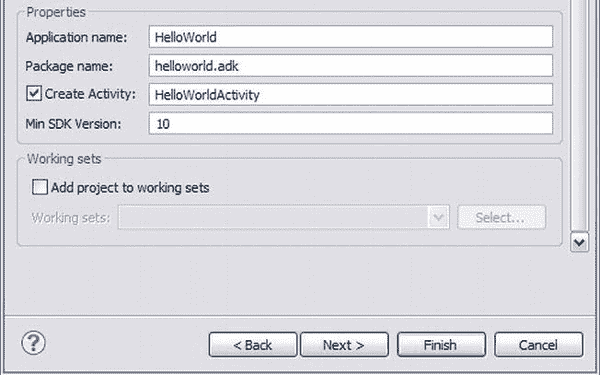 Properties
Application name: HelloWorld
Package name: helloworld.adk
Create Activity: HelloWorldActivity
Min SDK Version: 10
Working sets
Add project to working sets
Working sets: Select...
? < Back Next > Finish Cancel